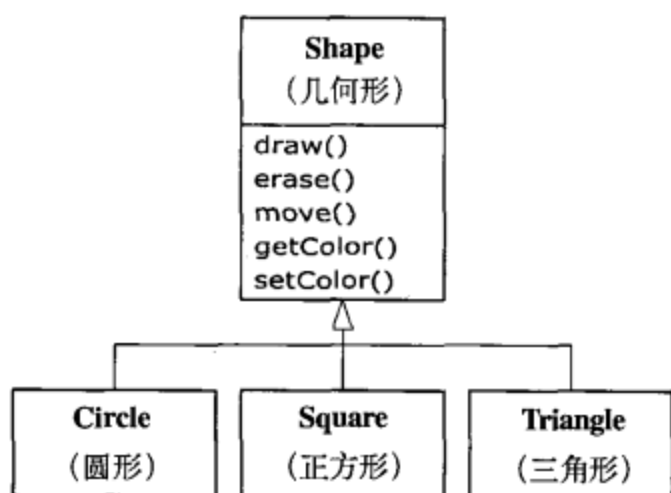 Shape
（几何形）
draw()
erase()
move()
getColor()
setColor()
Circle
（圆形）
Square
（正方形）
Triangle
（三角形）